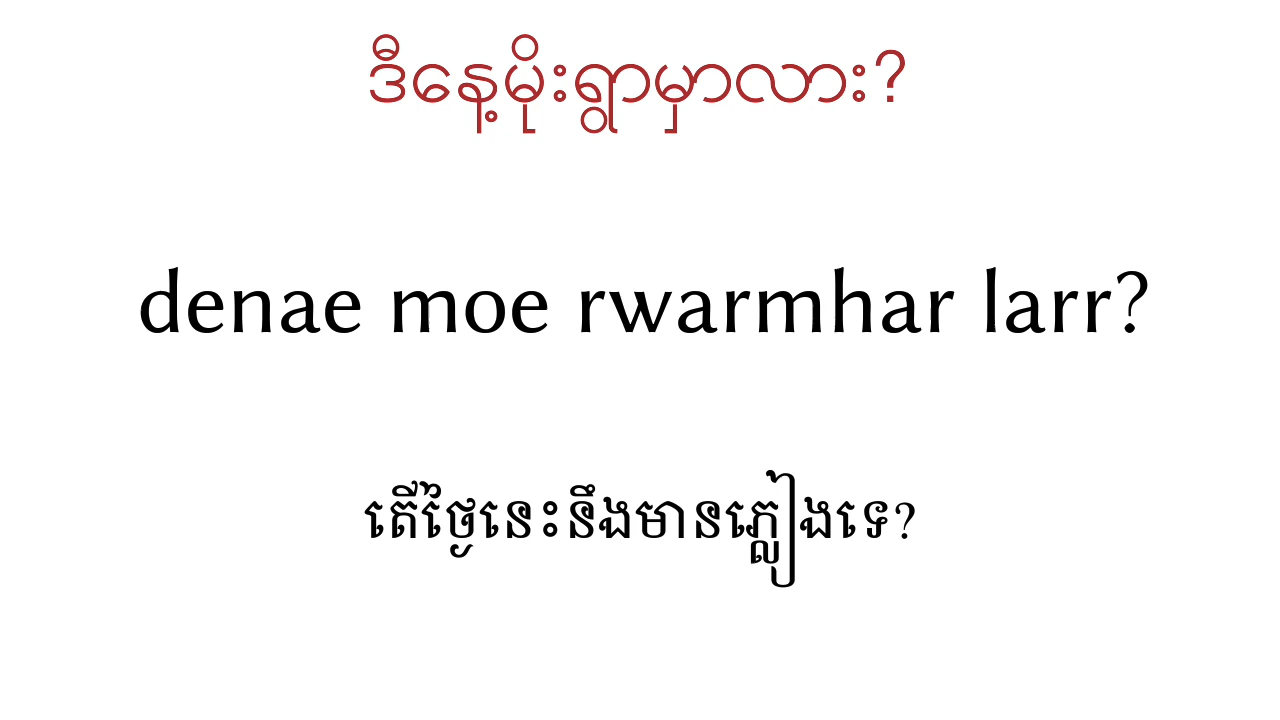 ဒီနေ့မိုးရွာမှာလား?
denae moe rwarmhar larr?
តើថ្ងៃនេះនឹងមានភ្លៀងទេ?